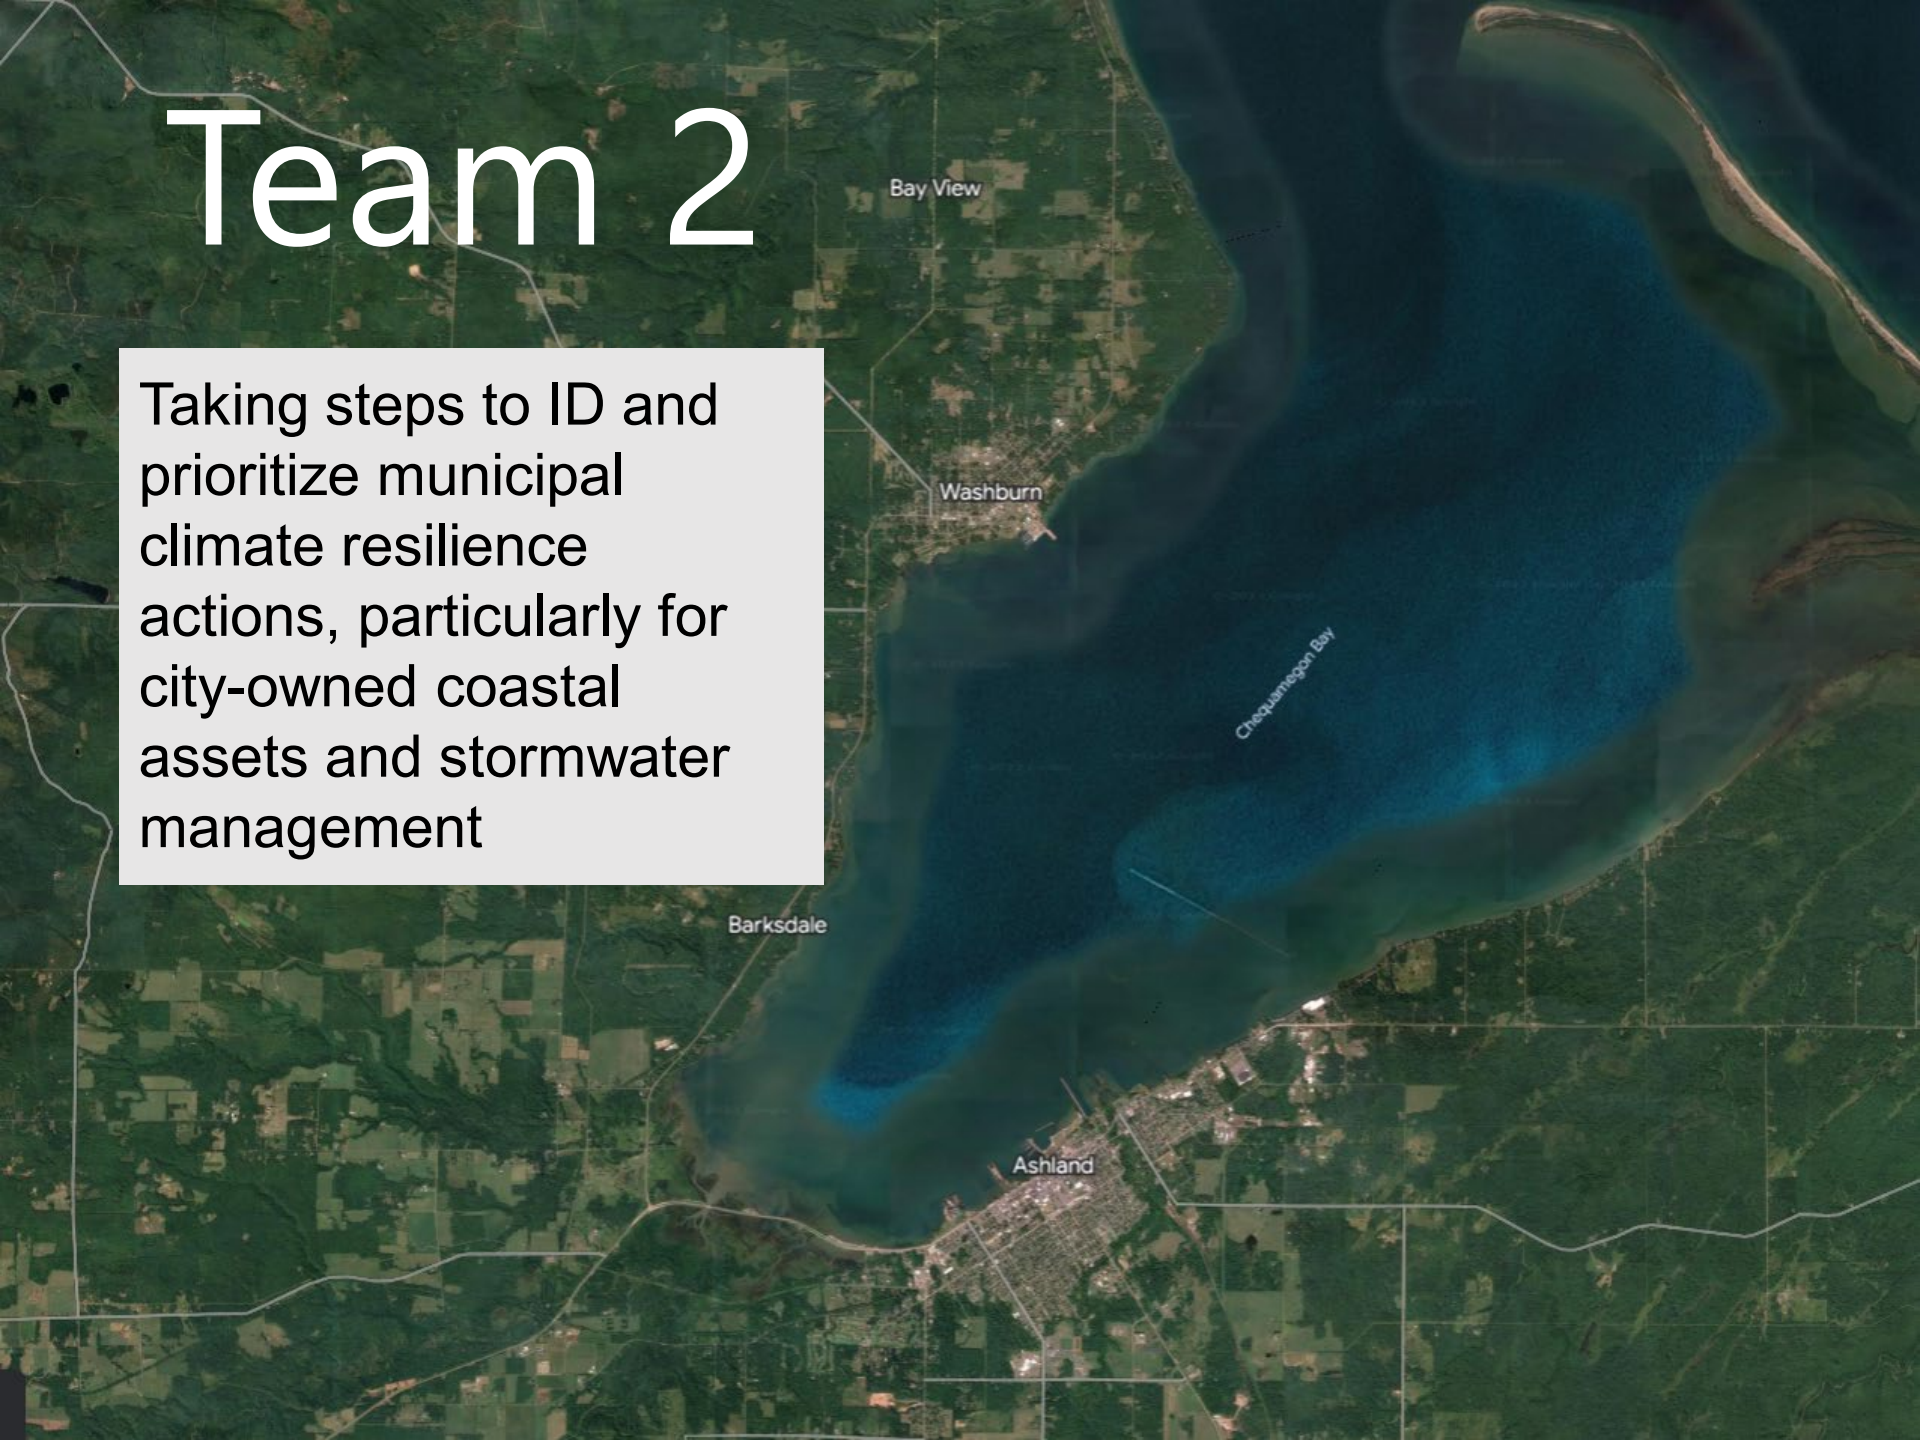 Team 2
Bay View
Taking steps to ID and
prioritize municipal
climate resilience
actions, particularly for
city-owned coastal
assets and stormwater
management
Washburn
Chequamegon Bay
Barksdale
Ashland